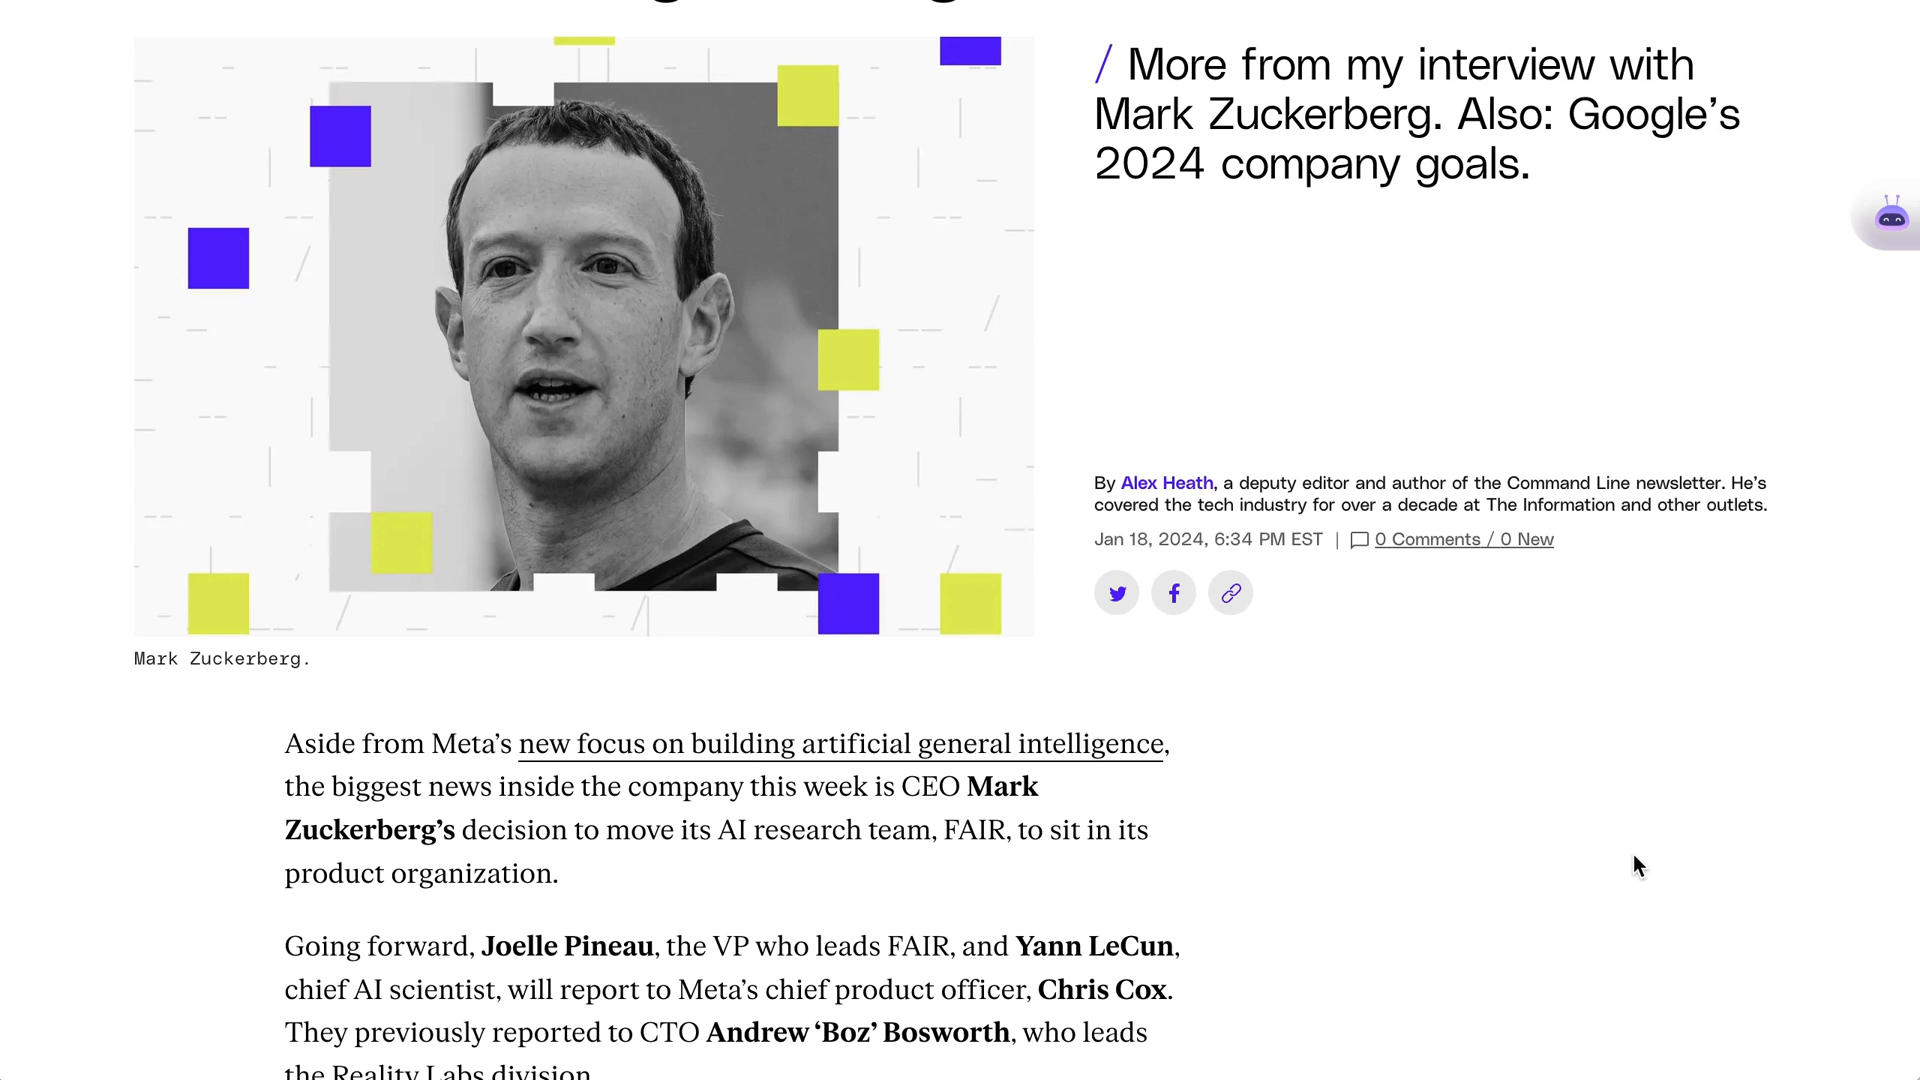 / More from my interview with
Mark Zuckerberg. Also: Google’s
2024 company goals.
By Alex Heath, a deputy editor and author of the Command Line newsletter. He’s
covered the tech industry for over a decade at The Information and other outlets.
Jan 18, 2024, 6:34 PM EST | 0 Comments / 0 New
Mark Zuckerberg.
Aside from Meta’s new focus on building artificial general intelligence,
the biggest news inside the company this week is CEO Mark
Zuckerberg’s decision to move its AI research team, FAIR, to sit in its
product organization.
Going forward, Joelle Pineau, the VP who leads FAIR, and Yann LeCun,
chief AI scientist, will report to Meta’s chief product officer, Chris Cox.
They previously reported to CTO Andrew ‘Boz’ Bosworth, who leads
the Reality Labs division.